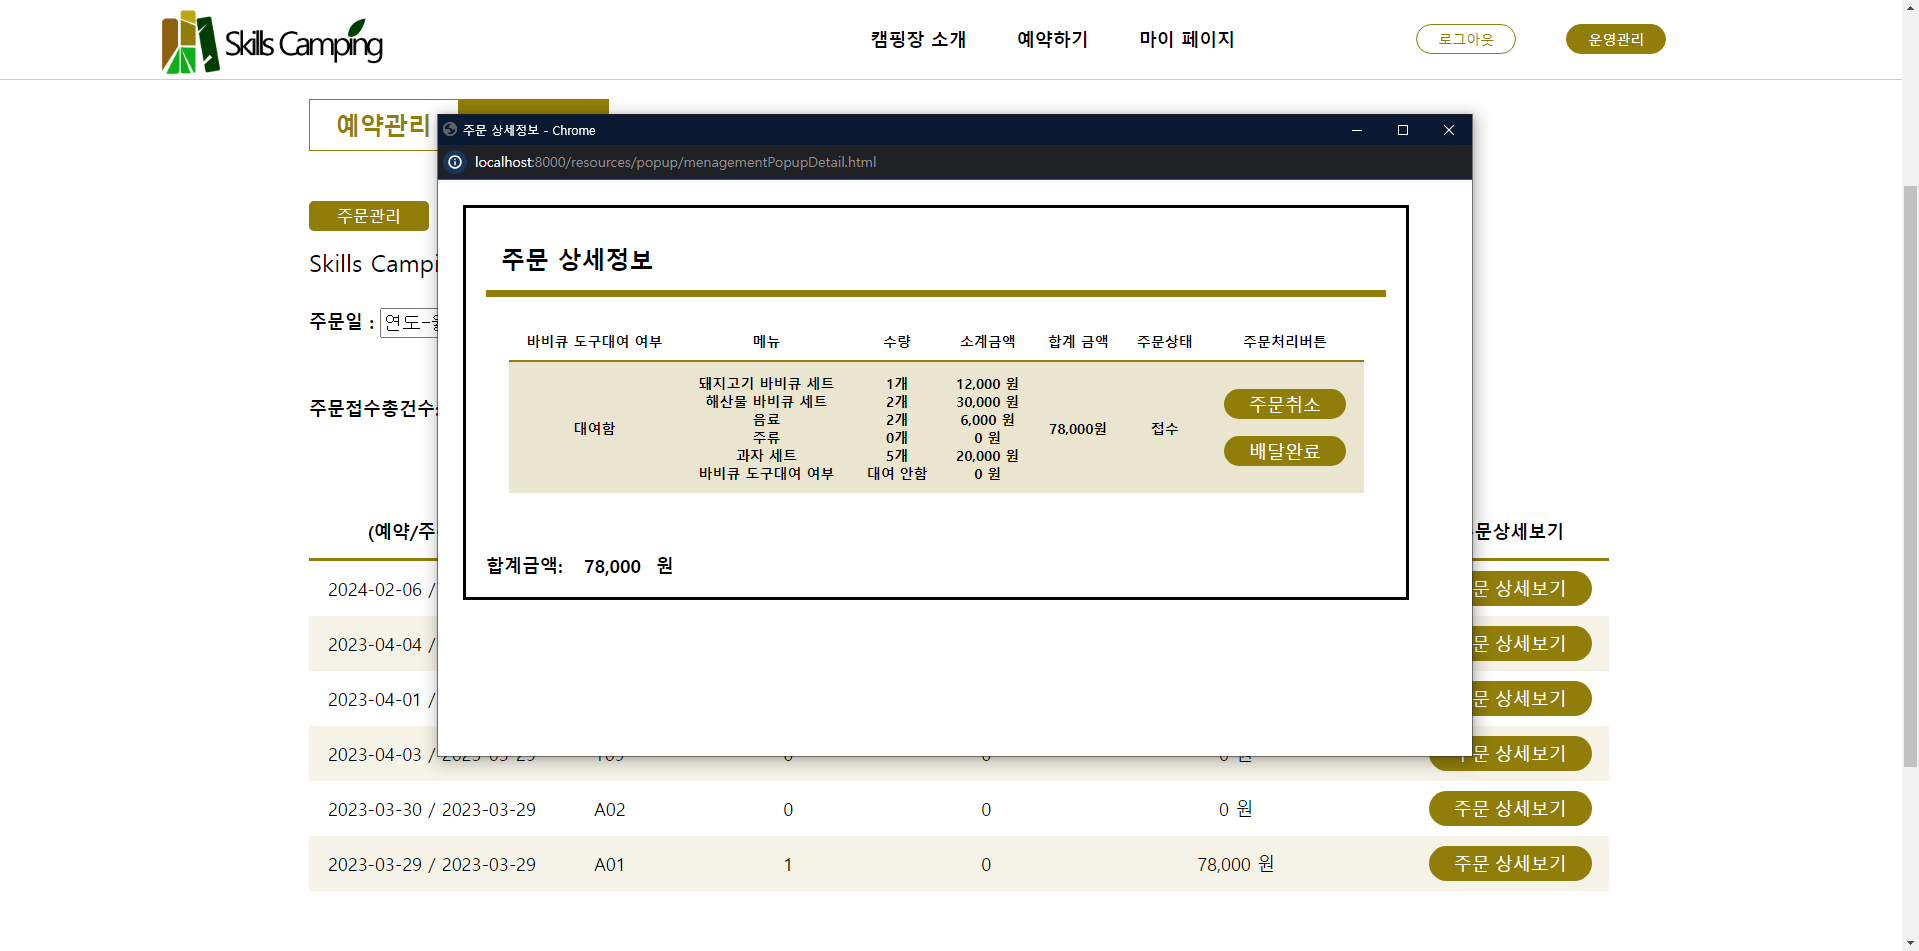 Skills Camping
캠핑장 소개
예약하기
마이 페이지
로그아웃
운영관리
예약관리
주문 상세정보 - Chrome
localhost:8000/resources/popup/menagementPopupDetail.html
주문관리
Skills Campi
주문일 : 연도-
주문접수총건수:
주문 상세정보
바비큐 도구대여 여부 메뉴 수량 소계금액 합계 금액 주문상태 주문처리버튼
돼지고기 바비큐 세트 1개 12,000 원
해산물 바비큐 세트 2개 30,000 원
음료 2개 6,000 원
대여함 78,000원 접수
주류 0개 0 원
과자 세트 5개 20,000 원
바비큐 도구대여 여부 대여 안함 0 원
주문취소
배달완료
합계금액: 78,000 원
(예약/주 문상세보기
2024-02-06 / 문 상세보기
2023-04-04 / 문 상세보기
2023-04-01 / 문 상세보기
2023-04-03 / 2023-03-29 0 0 0 원 문 상세보기
2023-03-30 / 2023-03-29 A02 0 0 0 원 주문 상세보기
2023-03-29 / 2023-03-29 A01 1 0 78,000 원 주문 상세보기